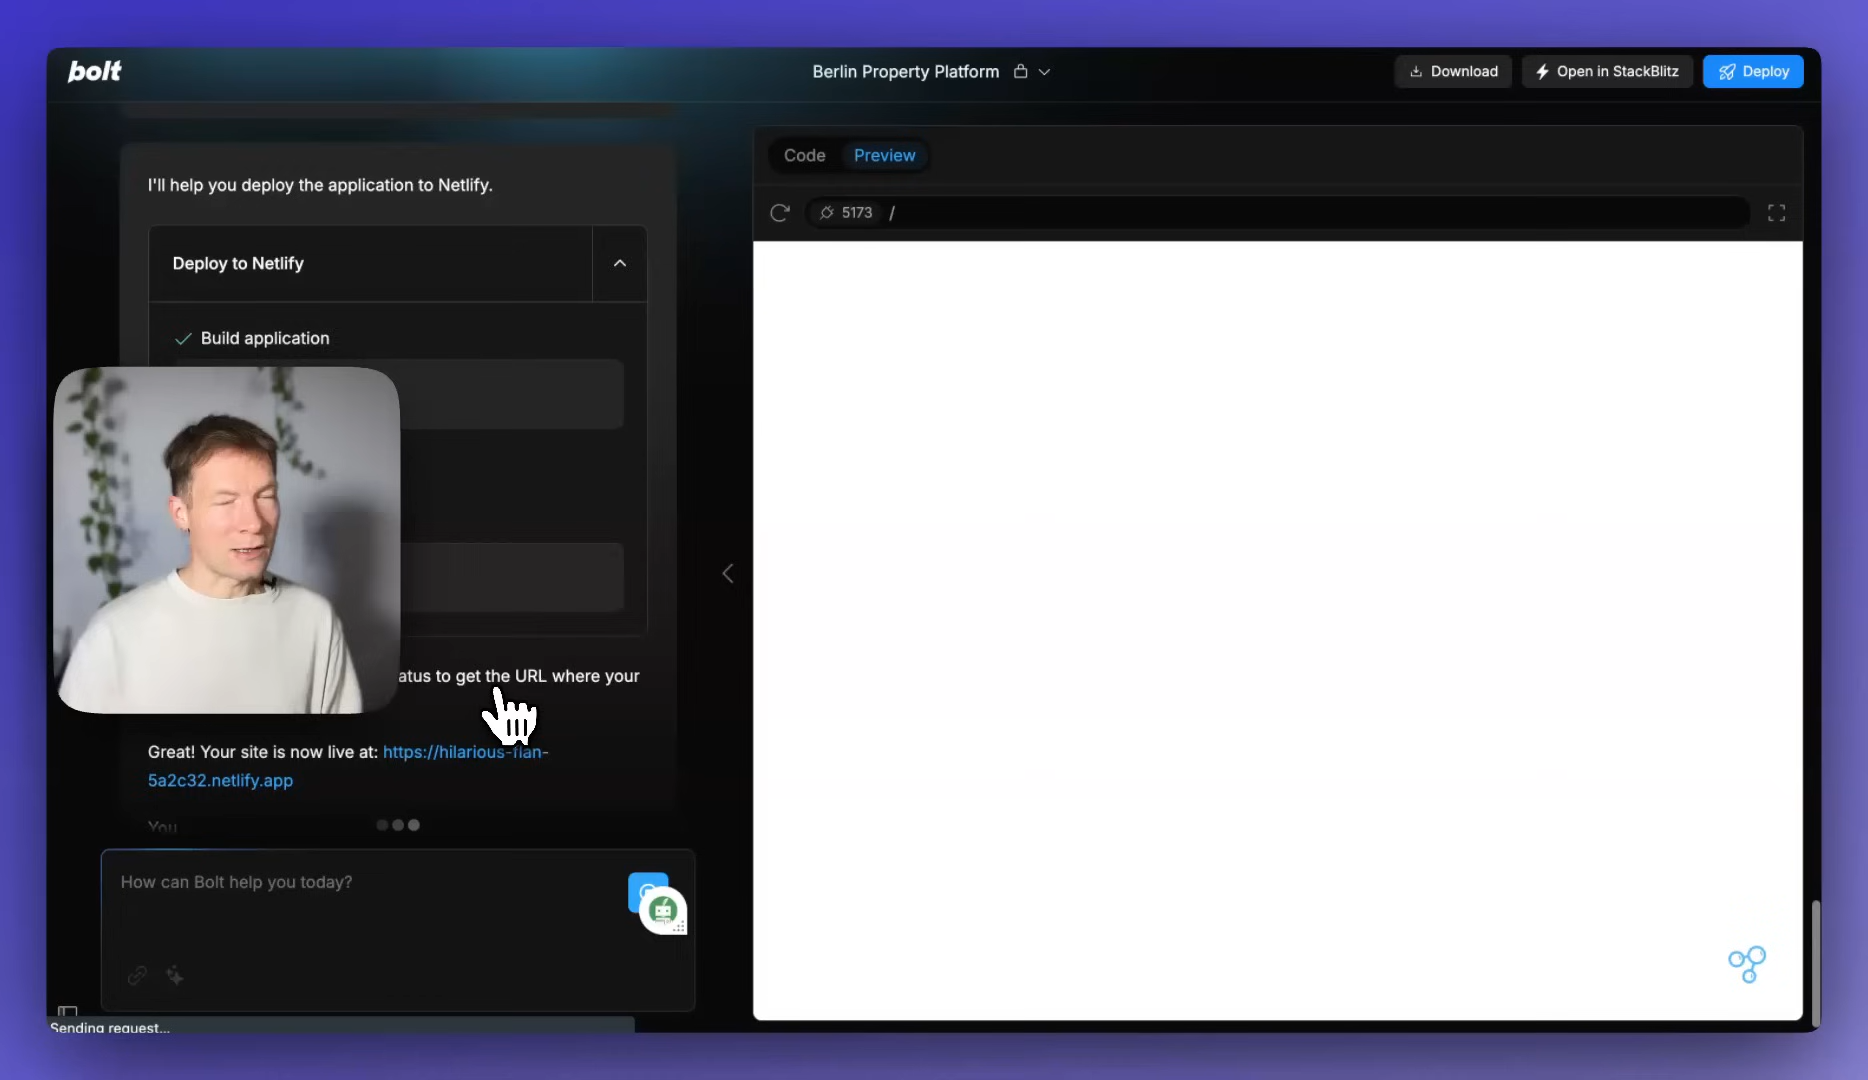 bolt
Berlin Property Platform
Download
Open in StackBlitz
Deploy
I'll help you deploy the application to Netlify.
Deploy to Netlify
Build application
atus to get the URL where your
Great! Your site is now live at: https://hilarious-flan-
5a2c32.netlify.app
You
How can Bolt help you today?
Sending request...
Code
Preview
5173 /